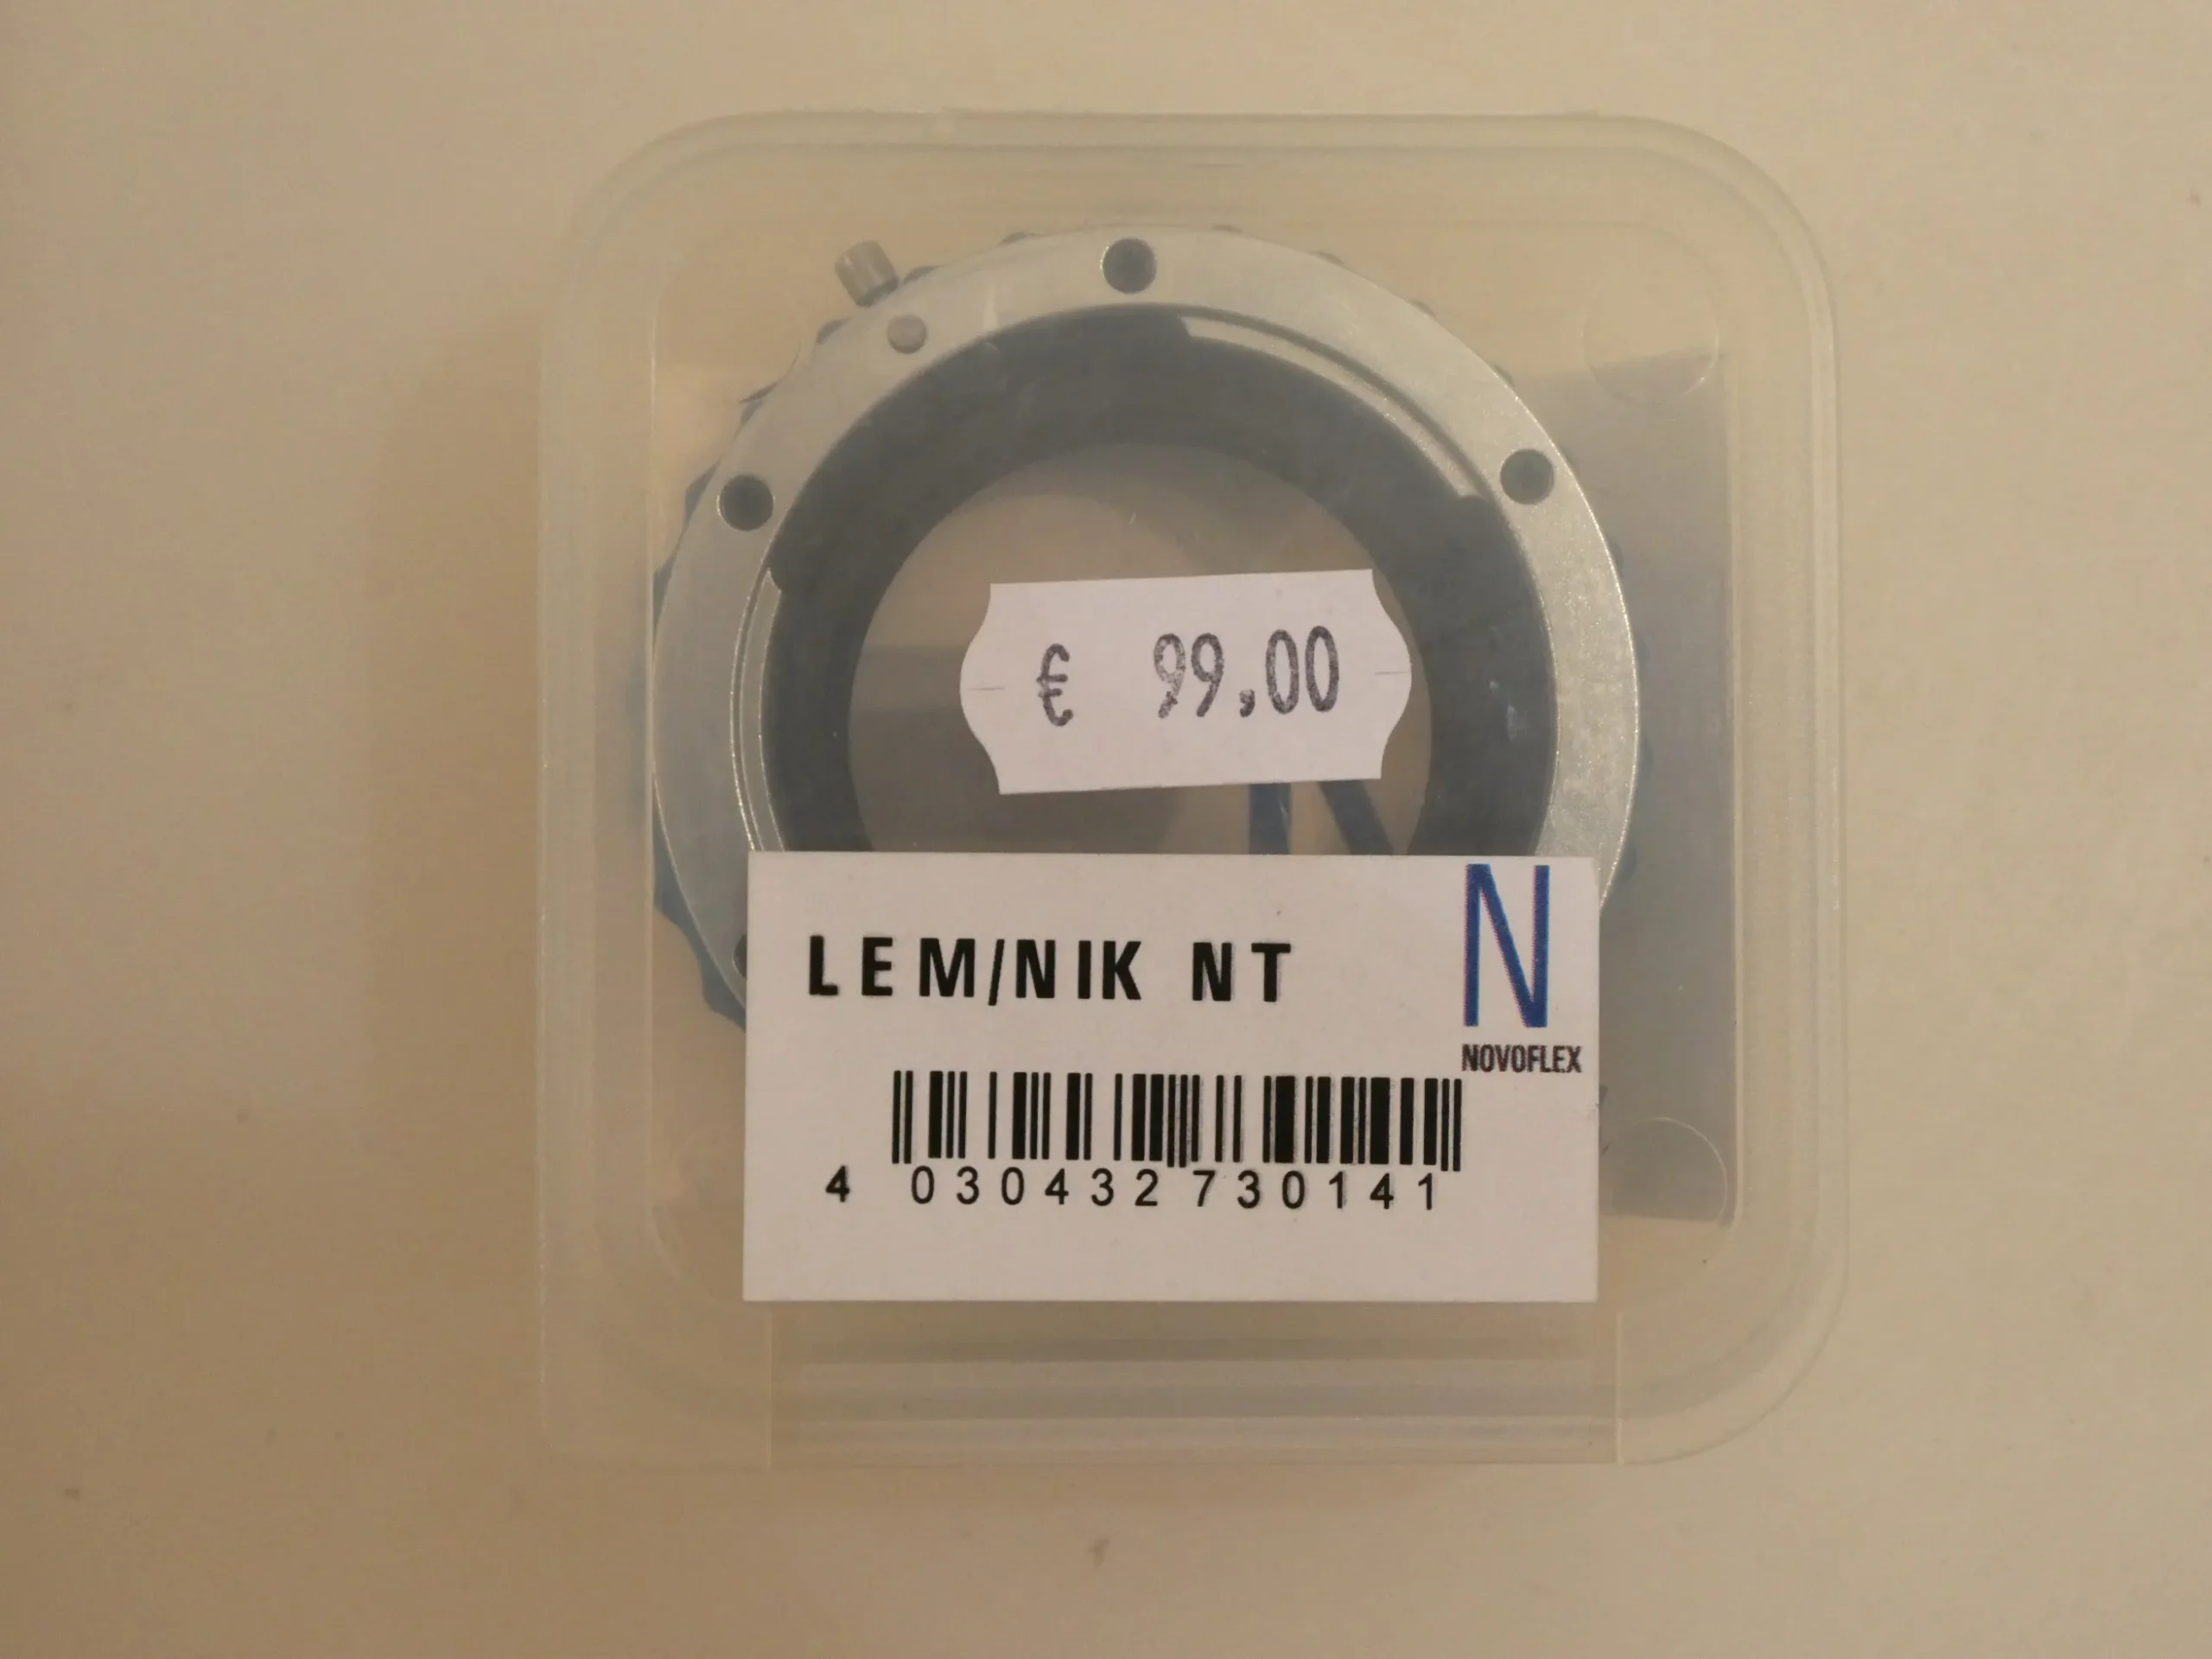 € 99,00
LEM/NIK NT
N
NOVOFLEX
4 030432 730141